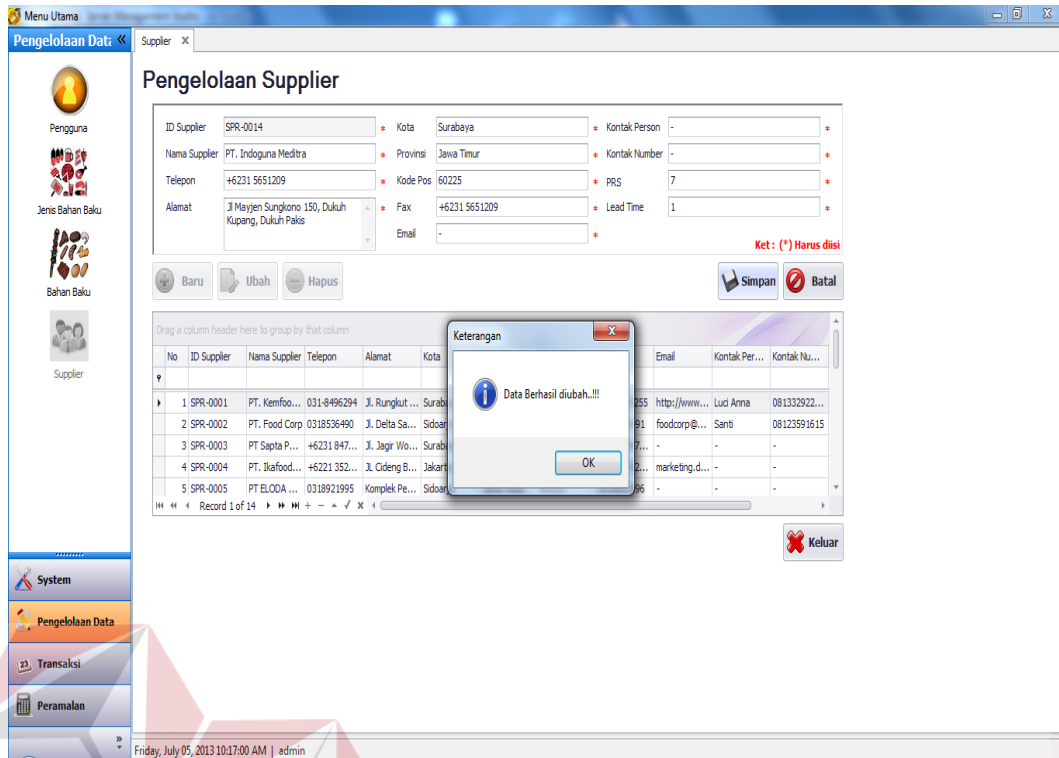 Menu Utama
Pengelolaan Data
Supplier X
Pengguna
Jenis Bahan Baku
Bahan Baku
Supplier
Pengelolaan Supplier
ID Supplier SPR-0014 * Kota Surabaya * Kontak Person - *
Nama Supplier PT. Indoguna Meditra * Provinsi Jawa Timur * Kontak Number - *
Telepon +6231 5651209 * Kode Pos 60225 * PRS 7 *
Alamat Jl Mayjen Sungkono 150, Dukuh * Fax +6231 5651209 * Lead Time 1 *
Kupang, Dukuh Pakis
Email - *
Ket : (*) Harus diisi
Baru Ubah Hapus Simpan Batal
Drag a column header here to group by that column
No ID Supplier Nama Supplier Telepon Alamat Kota Email Kontak Per... Kontak Nu...
1 SPR-0001 PT. Kemfoo... 031-8496294 Jl. Rungkut ... 255 http://www... Luci Anna 081332922...
2 SPR-0002 PT. Food Corp 0318536490 Jl. Delta Sa... 91 foodcorp@... Santi 08123591615
3 SPR-0003 PT Sapta P... +6231 847... Jl. Jagir Wo... 7... - - -
4 SPR-0004 PT. Ikafood... +6221 352... JL Cideng B... 2... marketing.d... - -
5 SPR-0005 PT ELODA ... 0318921995 Komplek Pe... 96 - - -
Record 1 of 14
Keterangan
Data Berhasil diubah..!!!
OK
Keluar
System
Pengelolaan Data
23 Transaksi
Peramalan
Friday, July 05, 2013 10:17:00 AM | admin